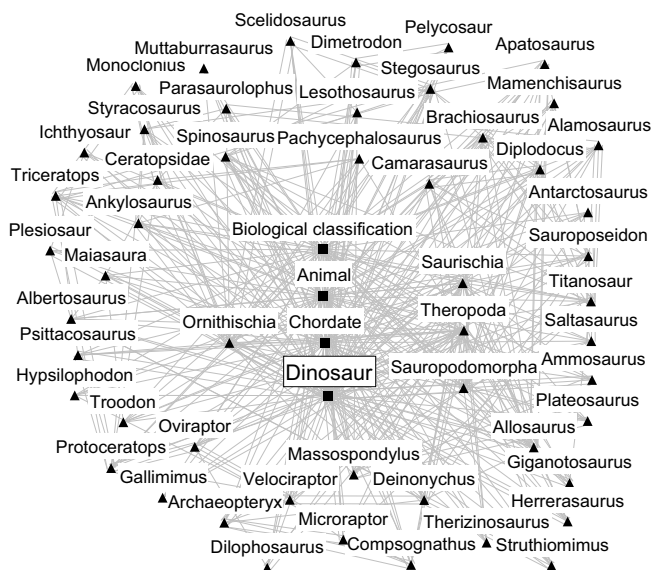 Scelidosaurus
Pelycosaur
Muttaburrasaurus
Dimetrodon
Apatosaurus
Monoclonius
Stegosaurus
Parasaurolophus
Lesothosaurus
Mamenchisaurus
Styracosaurus
Brachiosaurus
Alamosaurus
Ichthyosaur
Spinosaurus
Pachycephalosaurus
Diplodocus
Ceratopsidae
Camarasaurus
Triceratops
Antarctosaurus
Ankylosaurus
Plesiosaur
Biological classification
Sauroposeidon
Maiasaura
Saurischia
Animal
Titanosaur
Albertosaurus
Ornithischia
Chordate
Theropoda
Saltasaurus
Psittacosaurus
Dinosaur
Sauropodomorpha
Ammosaurus
Hypsilophodon
Troodon
Plateosaurus
Oviraptor
Allosaurus
Protoceratops
Massospondylus
Giganotosaurus
Gallimimus
Velociraptor
Deinonychus
Archaeopteryx
Herrerasaurus
Microraptor
Therizinosaurus
Dilophosaurus
Compsognathus
Struthiomimus